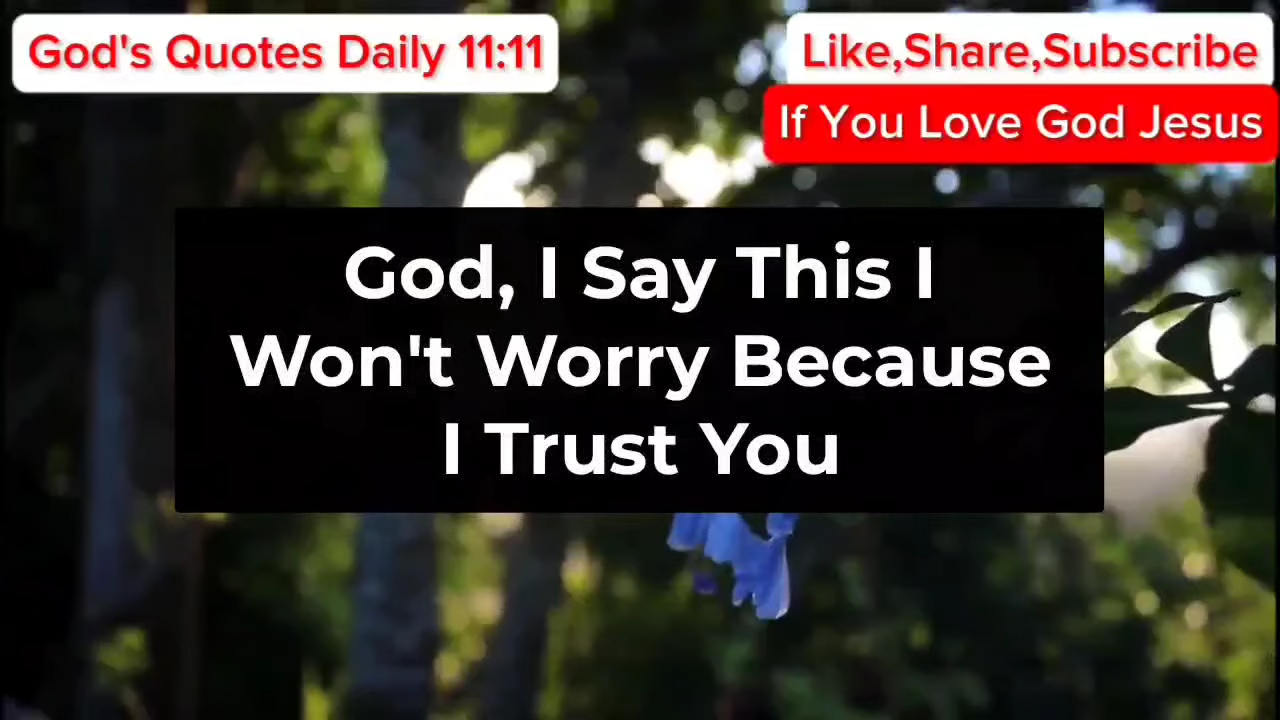 God's Quotes Daily 11:11
Like,Share,Subscribe
If You Love God Jesus
God, I Say This I
Won't Worry Because
I Trust You